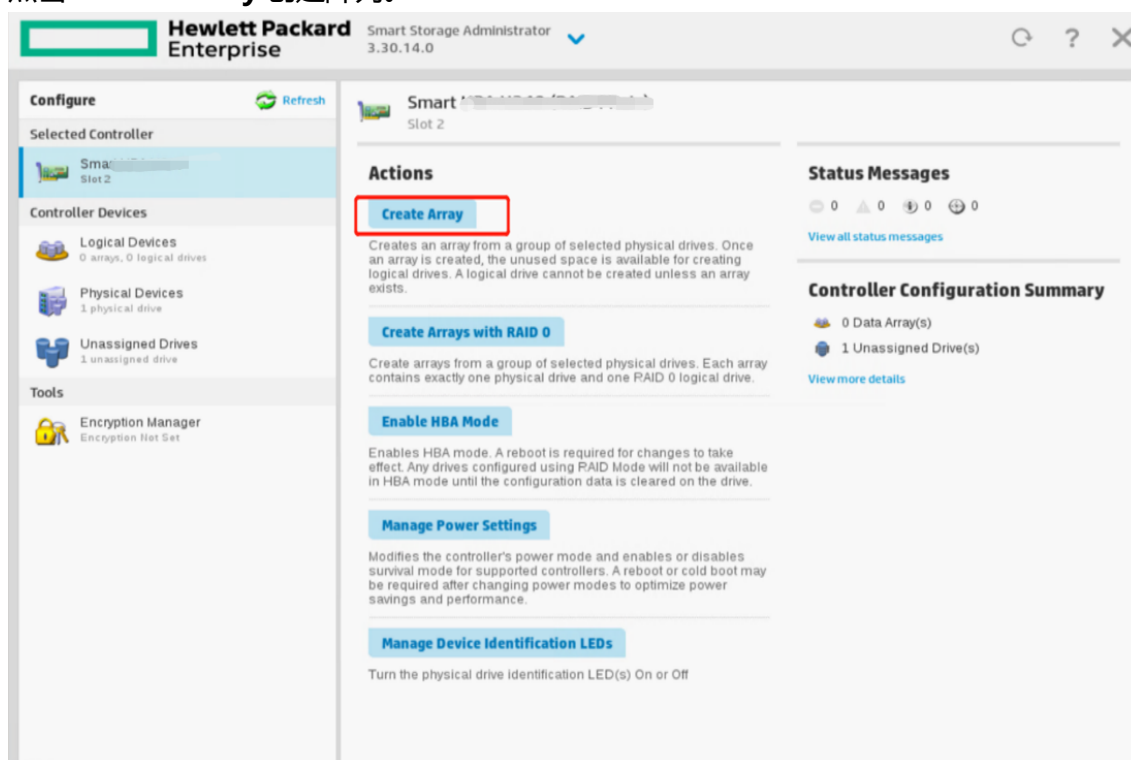 Hewlett Packard
Enterprise
Smart Storage Administrator
3.30.14.0
Configure
Refresh
Selected Controller
Slot 2
Controller Devices
Logical Devices
0 arrays, 0 logical drives
Physical Devices
1 physical drive
Unassigned Drives
1 unassigned drive
Tools
Encryption Manager
Encryption Not Set
Smart
Slot 2
Actions
Create Array
Creates an array from a group of selected physical drives. Once
an array is created, the unused space is available for creating
logical drives. A logical drive cannot be created unless an array
exists.
Create Arrays with RAID 0
Create arrays from a group of selected physical drives. Each array
contains exactly one physical drive and one RAID 0 logical drive.
Enable HBA Mode
Enables HBA mode. A reboot is required for changes to take
effect. Any drives configured using RAID Mode will not be available
in HBA mode until the configuration data is cleared on the drive.
Manage Power Settings
Modifies the controller's power mode and enables or disables
survival mode for supported controllers. A reboot or cold boot may
be required after changing power modes to optimize power
savings and performance.
Manage Device Identification LEDs
Turn the physical drive identification LED(s) On or Off
Status Messages
0 0 0 0
View all status messages
Controller Configuration Summary
0 Data Array(s)
1 Unassigned Drive(s)
View more details